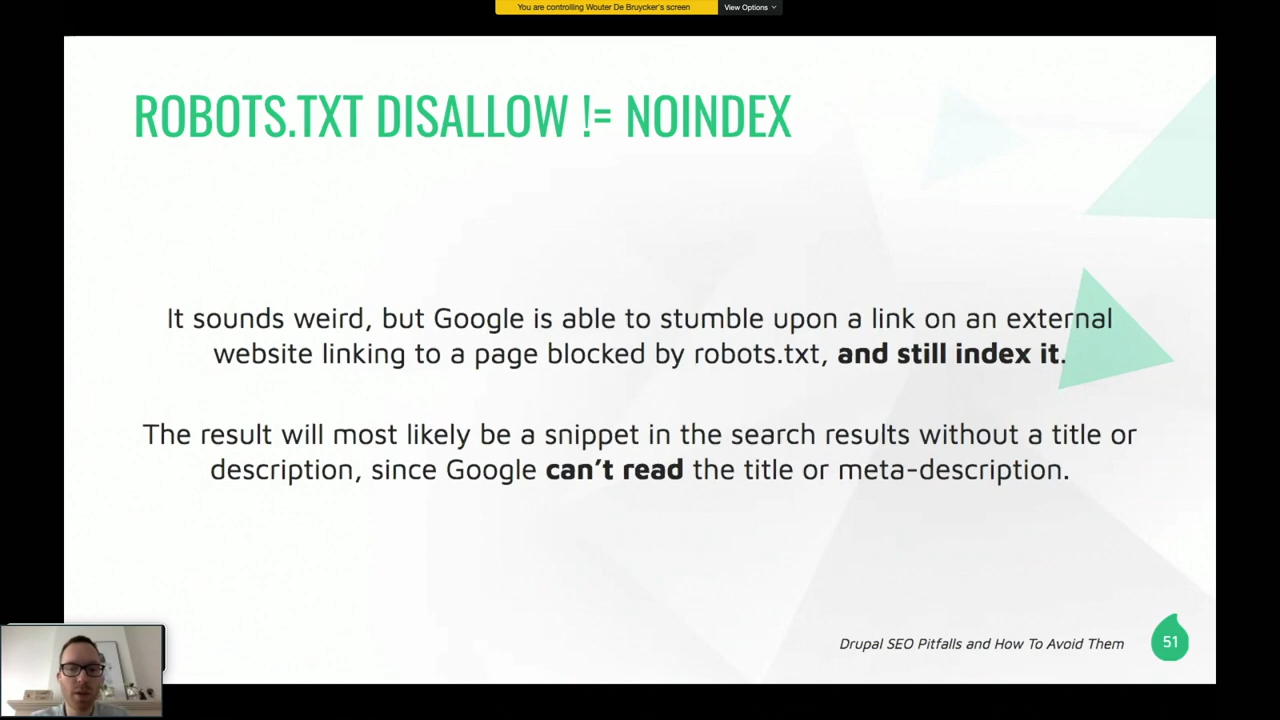 You are controlling Wouter De Bruycker's screen
View Options
ROBOTS.TXT DISALLOW != NOINDEX
It sounds weird, but Google is able to stumble upon a link on an external
website linking to a page blocked by robots.txt, and still index it.
The result will most likely be a snippet in the search results without a title or
description, since Google can’t read the title or meta-description.
Drupal SEO Pitfalls and How To Avoid Them
51